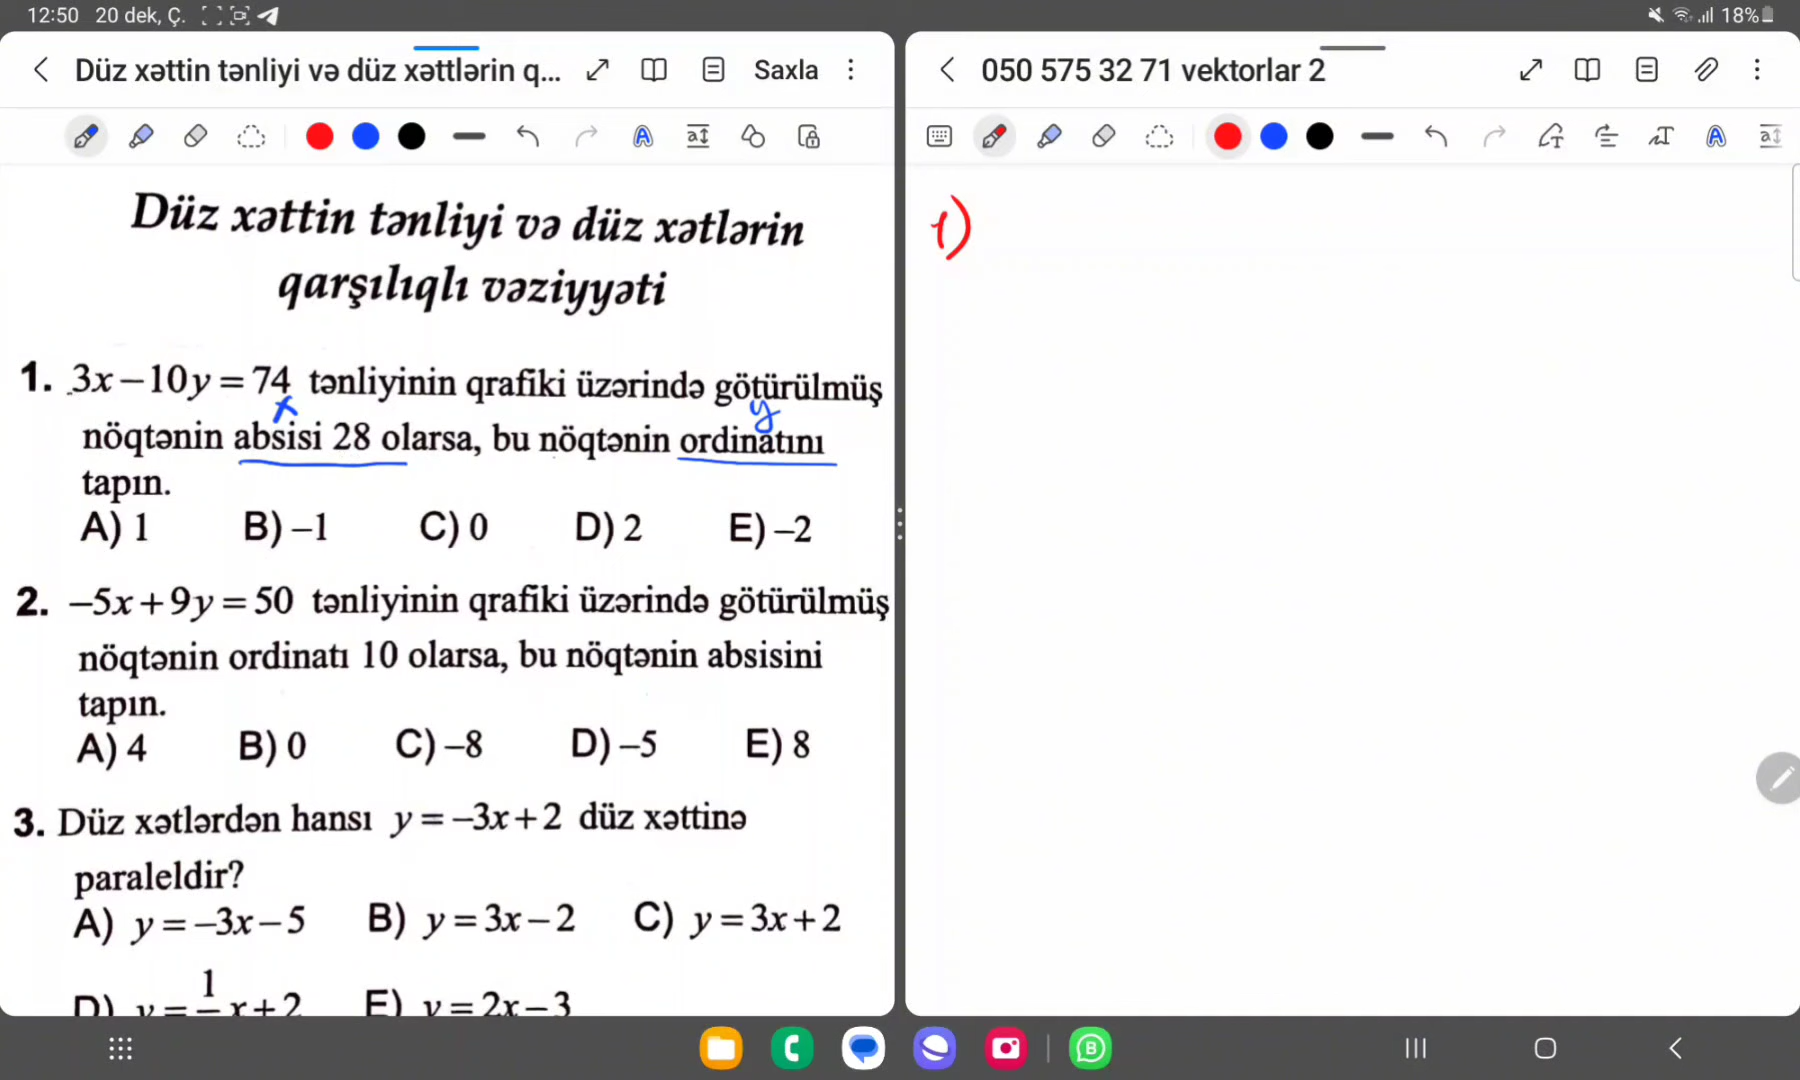 12:50 20 dek, Ç.
18%
Düz xəttin tənliyi və düz xəttlərin q...
Saxla
Düz xəttin tənliyi və düz xətlərin
qarşılıqlı vəziyyəti
1. 3x−10y=74 tənliyinin qrafiki üzərində götürülmüş
x y
nöqtənin absisi 28 olarsa, bu nöqtənin ordinatını
tapın.
A) 1 B) −1 C) 0 D) 2 E) −2
2. −5x+9y=50 tənliyinin qrafiki üzərində götürülmüş
nöqtənin ordinatı 10 olarsa, bu nöqtənin absisini
tapın.
A) 4 B) 0 C) −8 D) −5 E) 8
3. Düz xətlərdən hansı y=−3x+2 düz xəttinə
paraleldir?
A) y=−3x−5 B) y=3x−2 C) y=3x+2
E) y=2x−3
050 575 32 71 vektorlar 2
1)